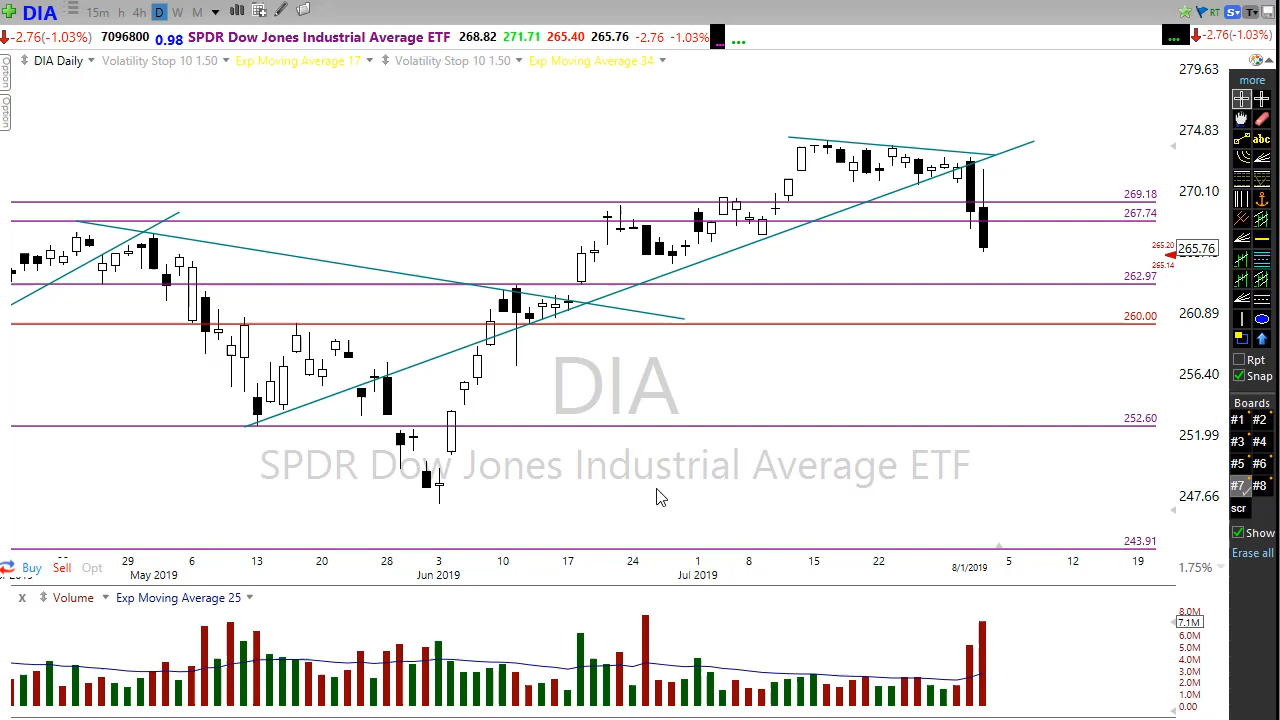 DIA 15m h 4h D W M RT S T
-2.76(-1.03%) 7096800 0.98 SPDR Dow Jones Industrial Average ETF 268.82 271.71 265.40 265.76 -2.76 -1.03% ... ... -2.76(-1.03%)
DIA Daily Volatility Stop 10 1.50 Exp Moving Average 17 Volatility Stop 10 1.50 Exp Moving Average 34
Option
Option
279.63
274.83
270.10
265.76
260.89
256.40
251.99
247.66
269.18
267.74
265.20
265.14
262.97
260.00
252.60
243.91
DIA
SPDR Dow Jones Industrial Average ETF
more
abc
Rpt
Snap
Boards
#1 #2
#3 #4
#5 #6
#7 #8
scr
Show
Erase all
29 6 13 20 28 3 10 17 24 1 8 15 22 8/1/2019 5 12 19
May 2019 Jun 2019 Jul 2019
Buy Sell Opt 1.75%
x Volume Exp Moving Average 25
8.0M
7.1M
6.0M
5.0M
4.0M
3.0M
2.0M
1.0M
0.00